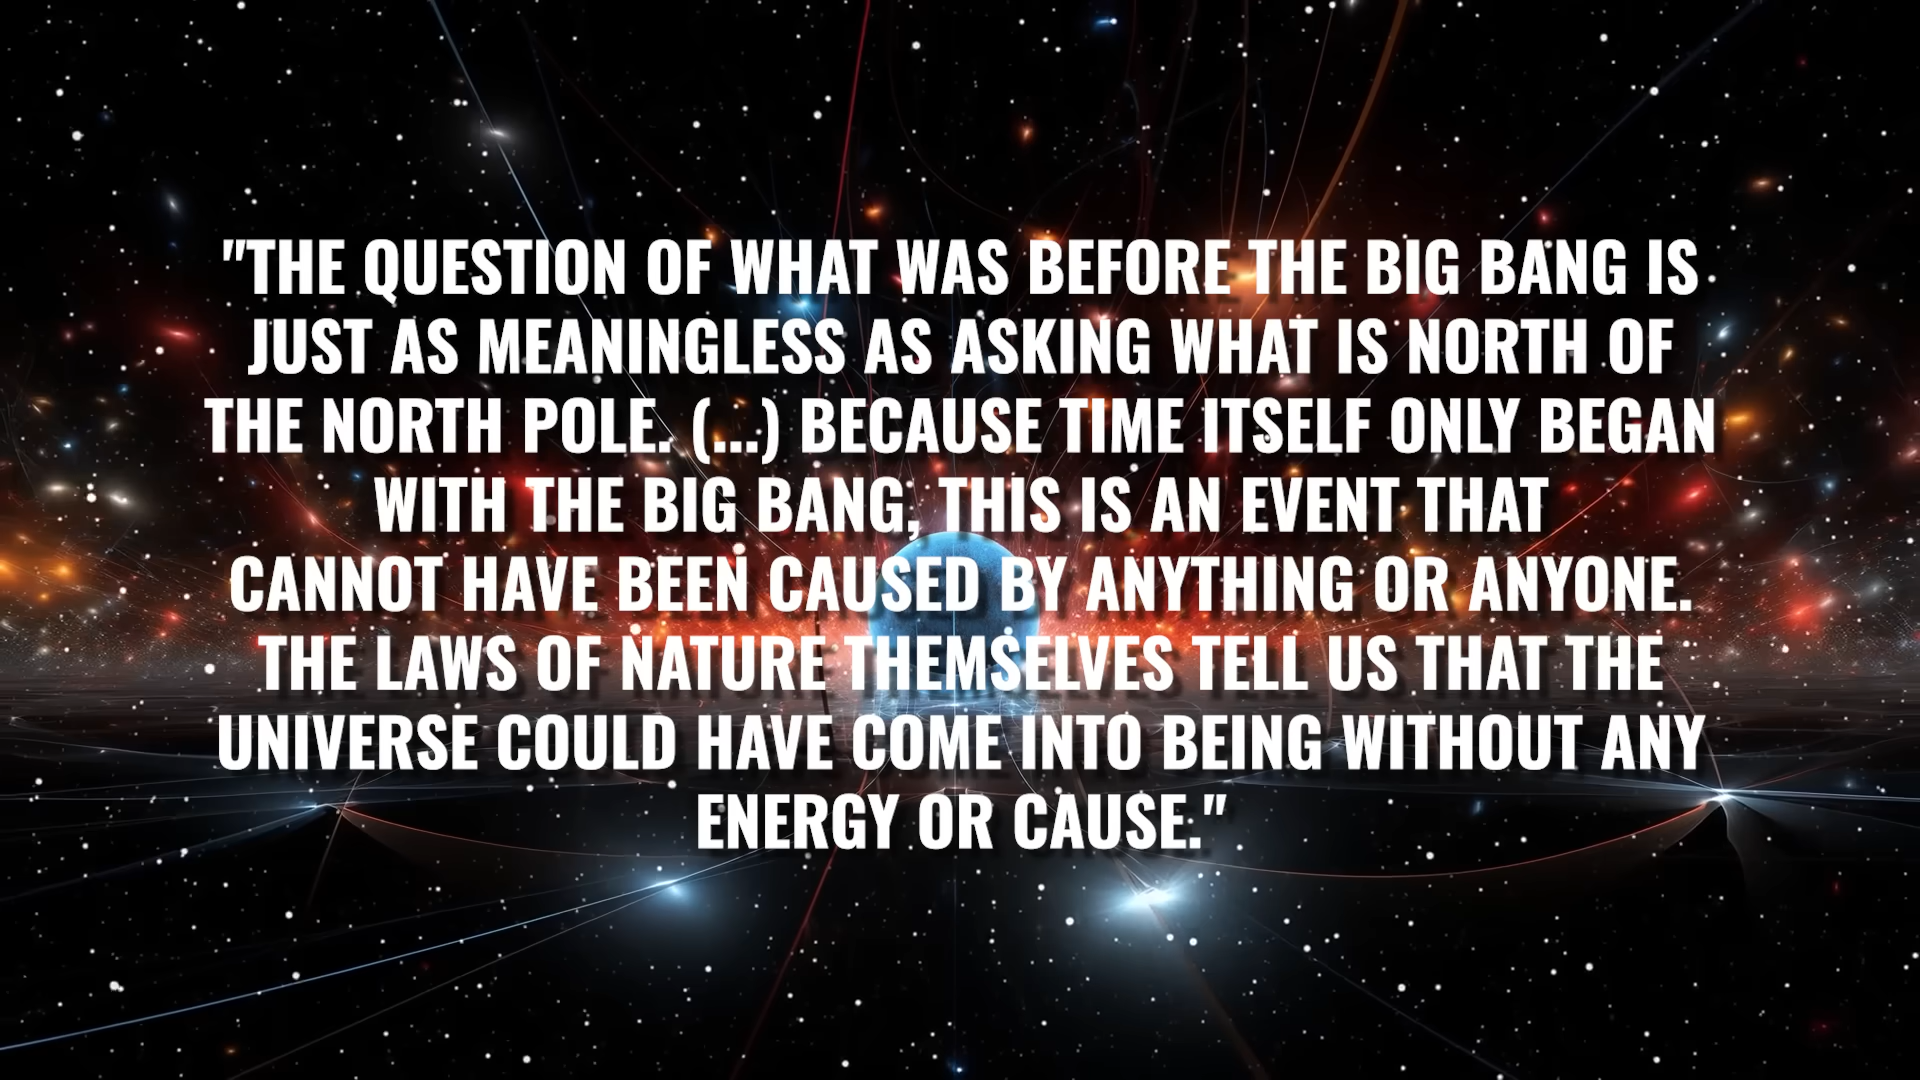 "THE QUESTION OF WHAT WAS BEFORE THE BIG BANG IS
JUST AS MEANINGLESS AS ASKING WHAT IS NORTH OF
THE NORTH POLE. (...) BECAUSE TIME ITSELF ONLY BEGAN
WITH THE BIG BANG, THIS IS AN EVENT THAT
CANNOT HAVE BEEN CAUSED BY ANYTHING OR ANYONE.
THE LAWS OF NATURE THEMSELVES TELL US THAT THE
UNIVERSE COULD HAVE COME INTO BEING WITHOUT ANY
ENERGY OR CAUSE."